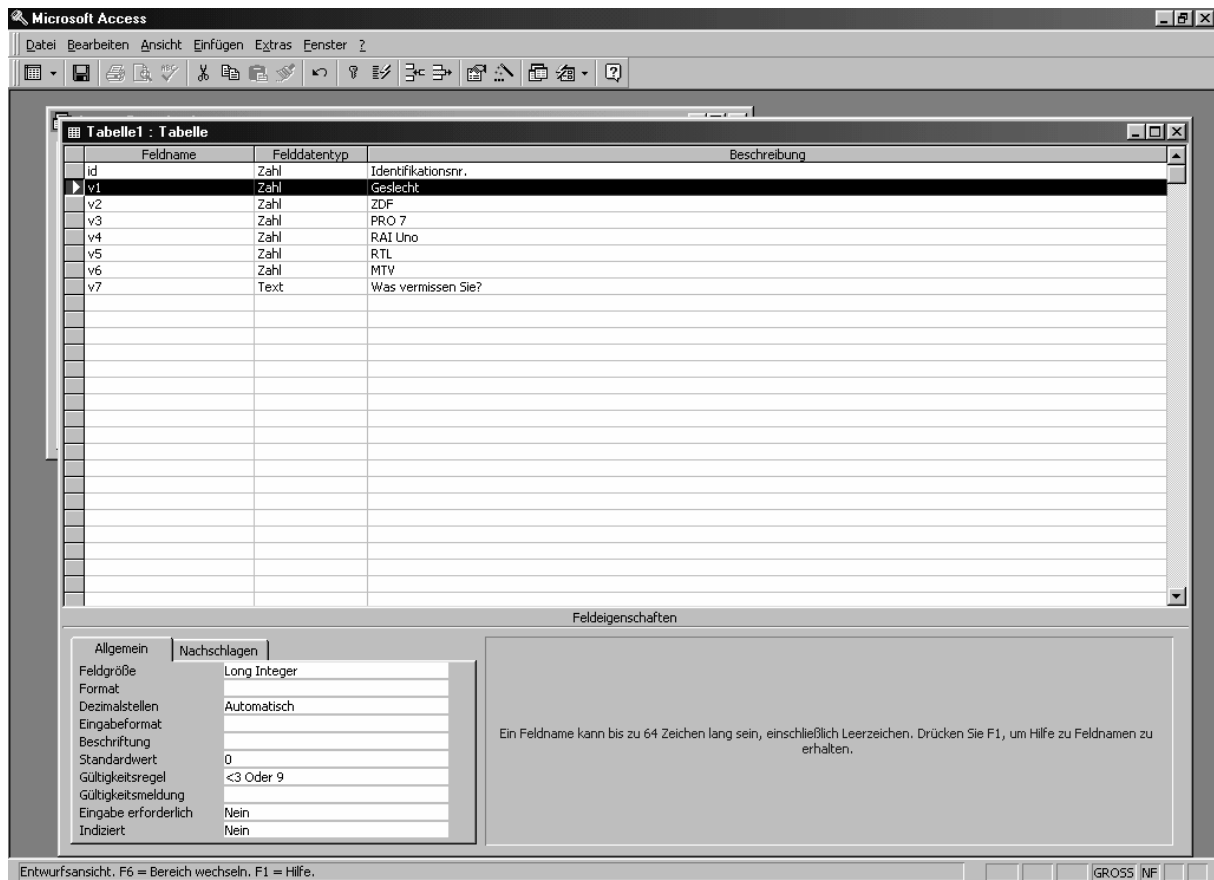 Microsoft Access
Datei Bearbeiten Ansicht Einfügen Extras Fenster ?
Tabelle1 : Tabelle
Feldname Felddatentyp Beschreibung
id Zahl Identifikationsnr.
v1 Zahl Geslecht
v2 Zahl ZDF
v3 Zahl PRO 7
v4 Zahl RAI Uno
v5 Zahl RTL
v6 Zahl MTV
v7 Text Was vermissen Sie?
Feldeigenschaften
Allgemein Nachschlagen
Feldgröße Long Integer
Format
Dezimalstellen Automatisch
Eingabeformat
Beschriftung
Standardwert 0
Gültigkeitsregel <3 Oder 9
Gültigkeitsmeldung
Eingabe erforderlich Nein
Indiziert Nein
Ein Feldname kann bis zu 64 Zeichen lang sein, einschließlich Leerzeichen. Drücken Sie F1, um Hilfe zu Feldnamen zu
erhalten.
Entwurfsansicht. F6 = Bereich wechseln. F1 = Hilfe. GROSS NF